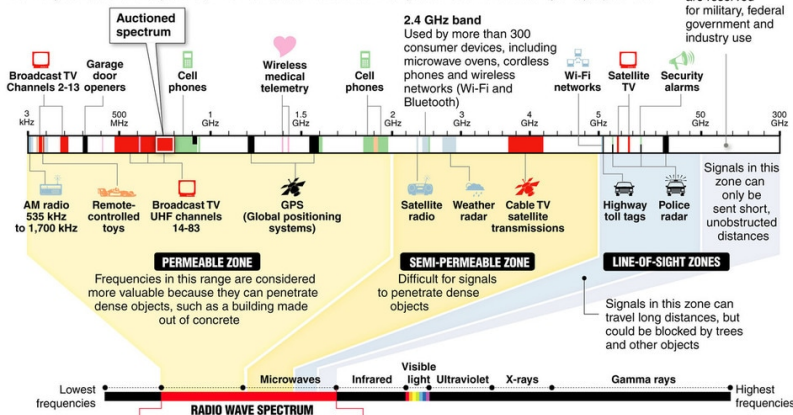 are reserved
for military, federal
government and
industry use
Auctioned
spectrum
2.4 GHz band
Used by more than 300
consumer devices, including
microwave ovens, cordless
phones and wireless
networks (Wi-Fi and
Bluetooth)
Broadcast TV
Channels 2-13
Garage
door
openers
Cell
phones
Wireless
medical
telemetry
Cell
phones
Wi-Fi
networks
Satellite
TV
Security
alarms
3
kHz
500
MHz
1
GHz
1.5
GHz
2
GHz
3
GHz
4
GHz
5
GHz
50
GHz
300
GHz
AM radio
535 kHz
to 1,700 kHz
Remote-
controlled
toys
Broadcast TV
UHF channels
14-83
GPS
(Global positioning
systems)
Satellite
radio
Weather
radar
Cable TV
satellite
transmissions
Highway
toll tags
Police
radar
Signals in this
zone can
only be
sent short,
unobstructed
distances
PERMEABLE ZONE
Frequencies in this range are considered
more valuable because they can penetrate
dense objects, such as a building made
out of concrete
SEMI-PERMEABLE ZONE
Difficult for signals
to penetrate dense
objects
LINE-OF-SIGHT ZONES
Signals in this zone can
travel long distances, but
could be blocked by trees
and other objects
Lowest
frequencies
Microwaves
Infrared
Visible
light
Ultraviolet
X-rays
Gamma rays
Highest
frequencies
RADIO WAVE SPECTRUM